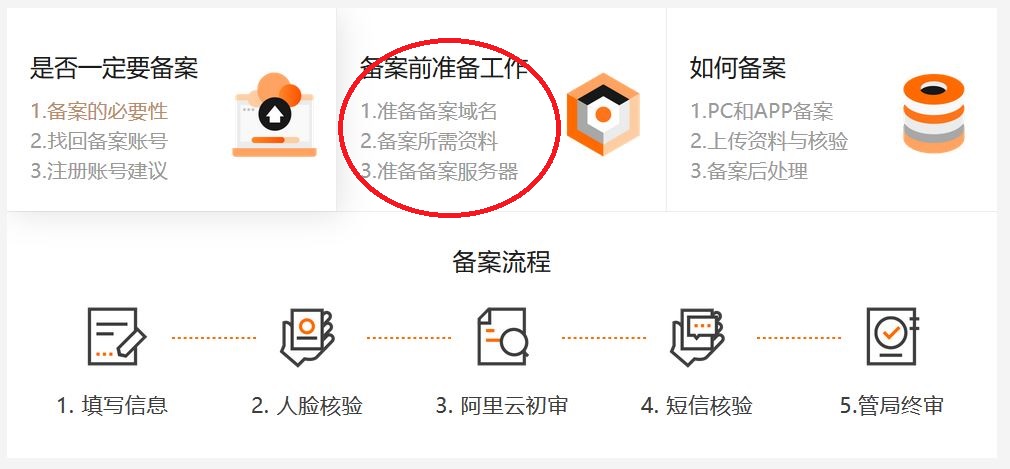 是否一定要备案
1.备案的必要性
2.找回备案账号
3.注册账号建议
备案前准备工作
1.准备备案域名
2.备案所需资料
3.准备备案服务器
如何备案
1.PC和APP备案
2.上传资料与核验
3.备案后处理
备案流程
1. 填写信息
2. 人脸核验
3. 阿里云初审
4. 短信核验
5.管局终审